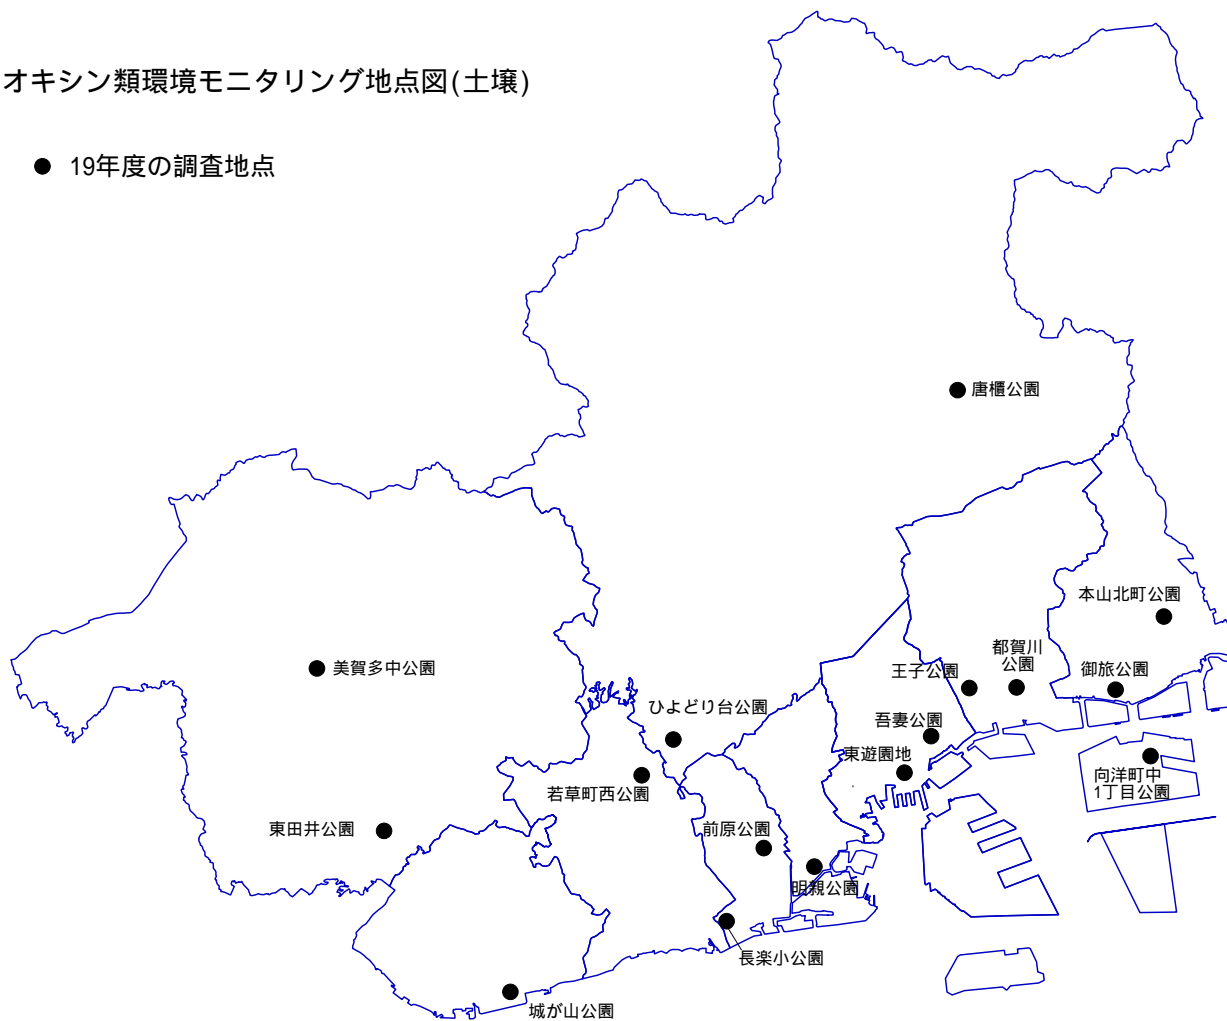 オキシン類環境モニタリング地点図(土壌)
● 19年度の調査地点
唐櫃公園
本山北町公園
都賀川
公園
王子公園
御旅公園
美賀多中公園
ひよどり台公園
吾妻公園
東遊園地
向洋町中
1丁目公園
若草町西公園
東田井公園
前原公園
明親公園
長楽小公園
城が山公園